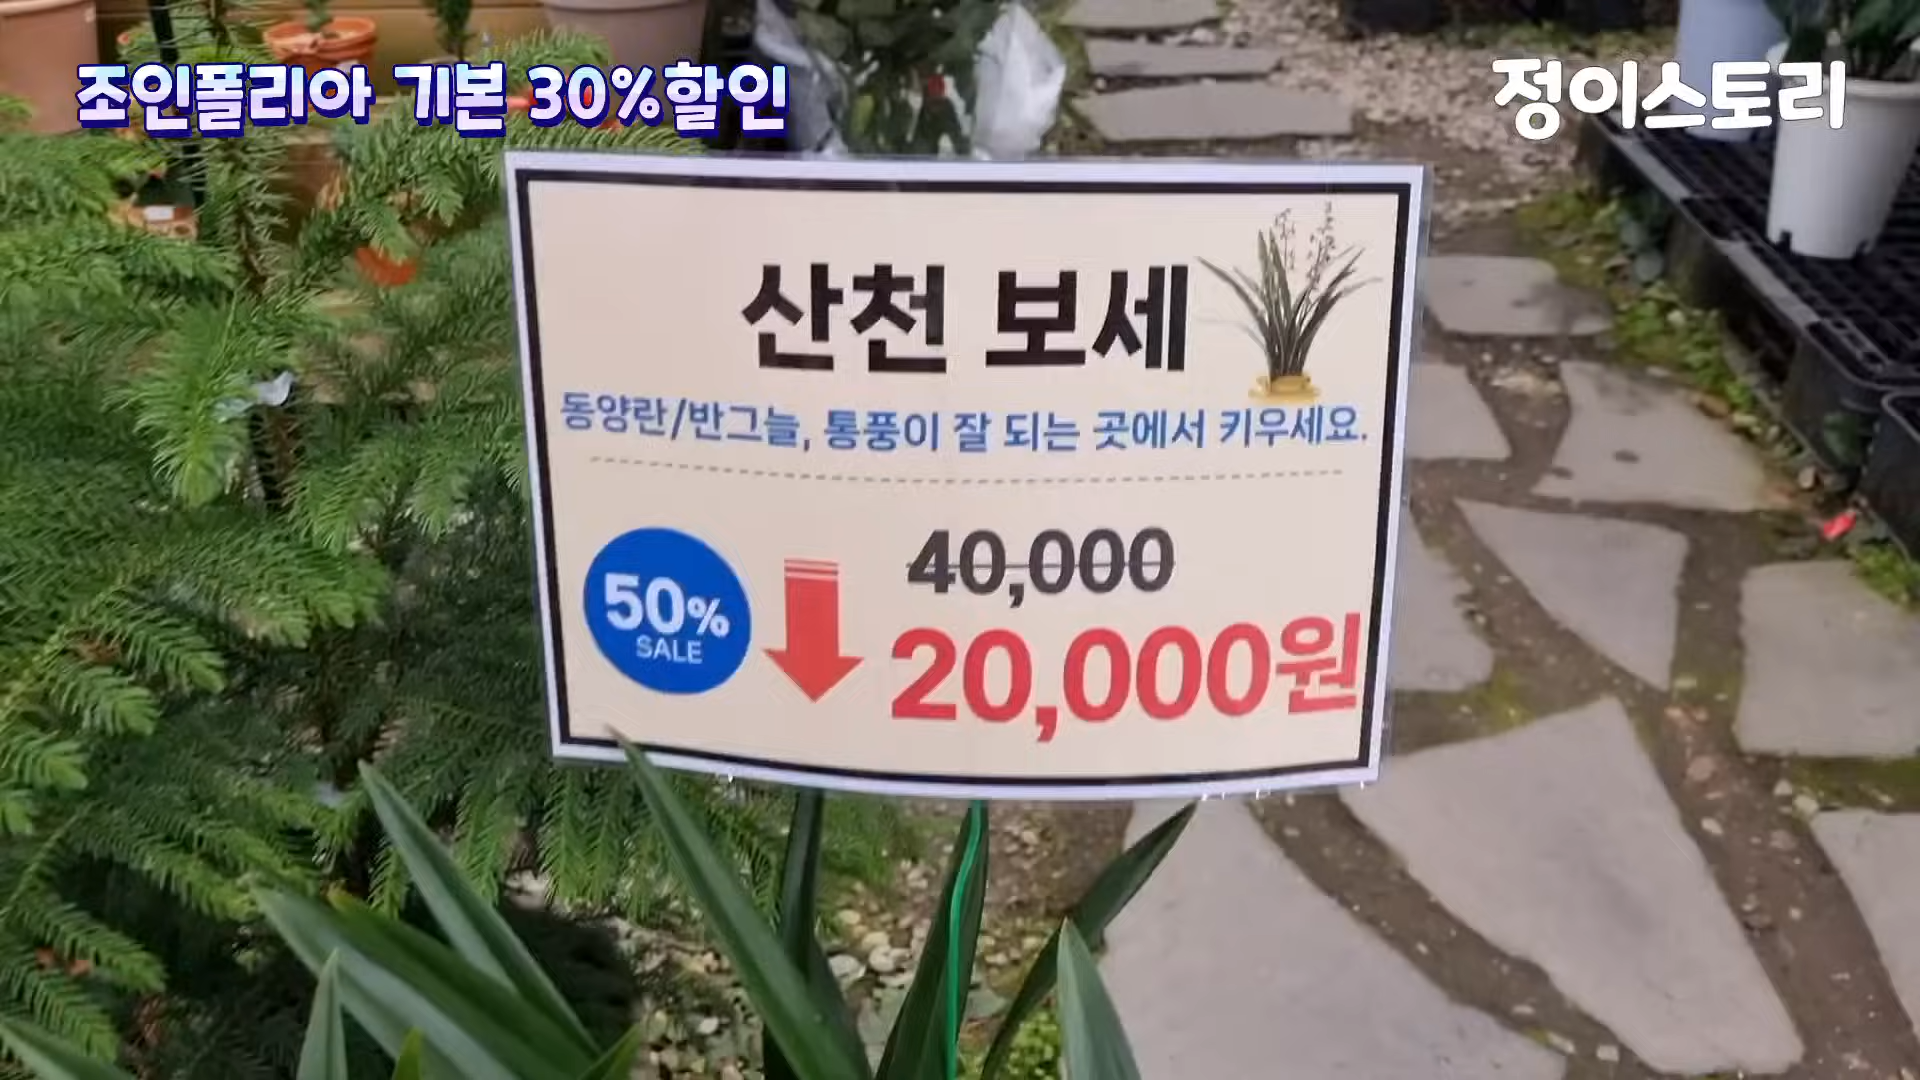 조인폴리아 기본 30%할인
정이스토리
산천 보세
동양란/반그늘, 통풍이 잘 되는 곳에서 키우세요.
50%
SALE
40,000
20,000원